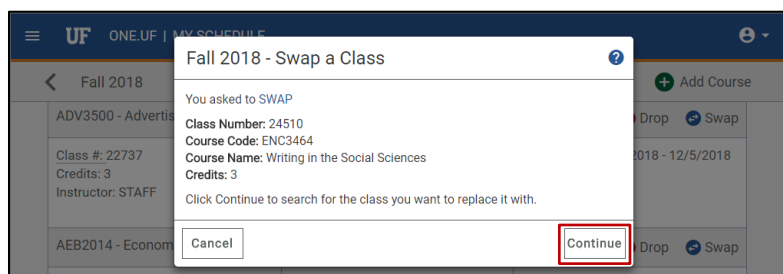 UF ONE.UF | MY SCHEDULE
Fall 2018 - Swap a Class
Fall 2018
Add Course
You asked to SWAP
ADV3500 - Advertis
Drop Swap
Class Number: 24510
Course Code: ENC3464
Course Name: Writing in the Social Sciences
Credits: 3
Class #: 22737
2018 - 12/5/2018
Credits: 3
Instructor: STAFF
Click Continue to search for the class you want to replace it with.
Cancel
Continue
AEB2014 - Econom
Drop Swap